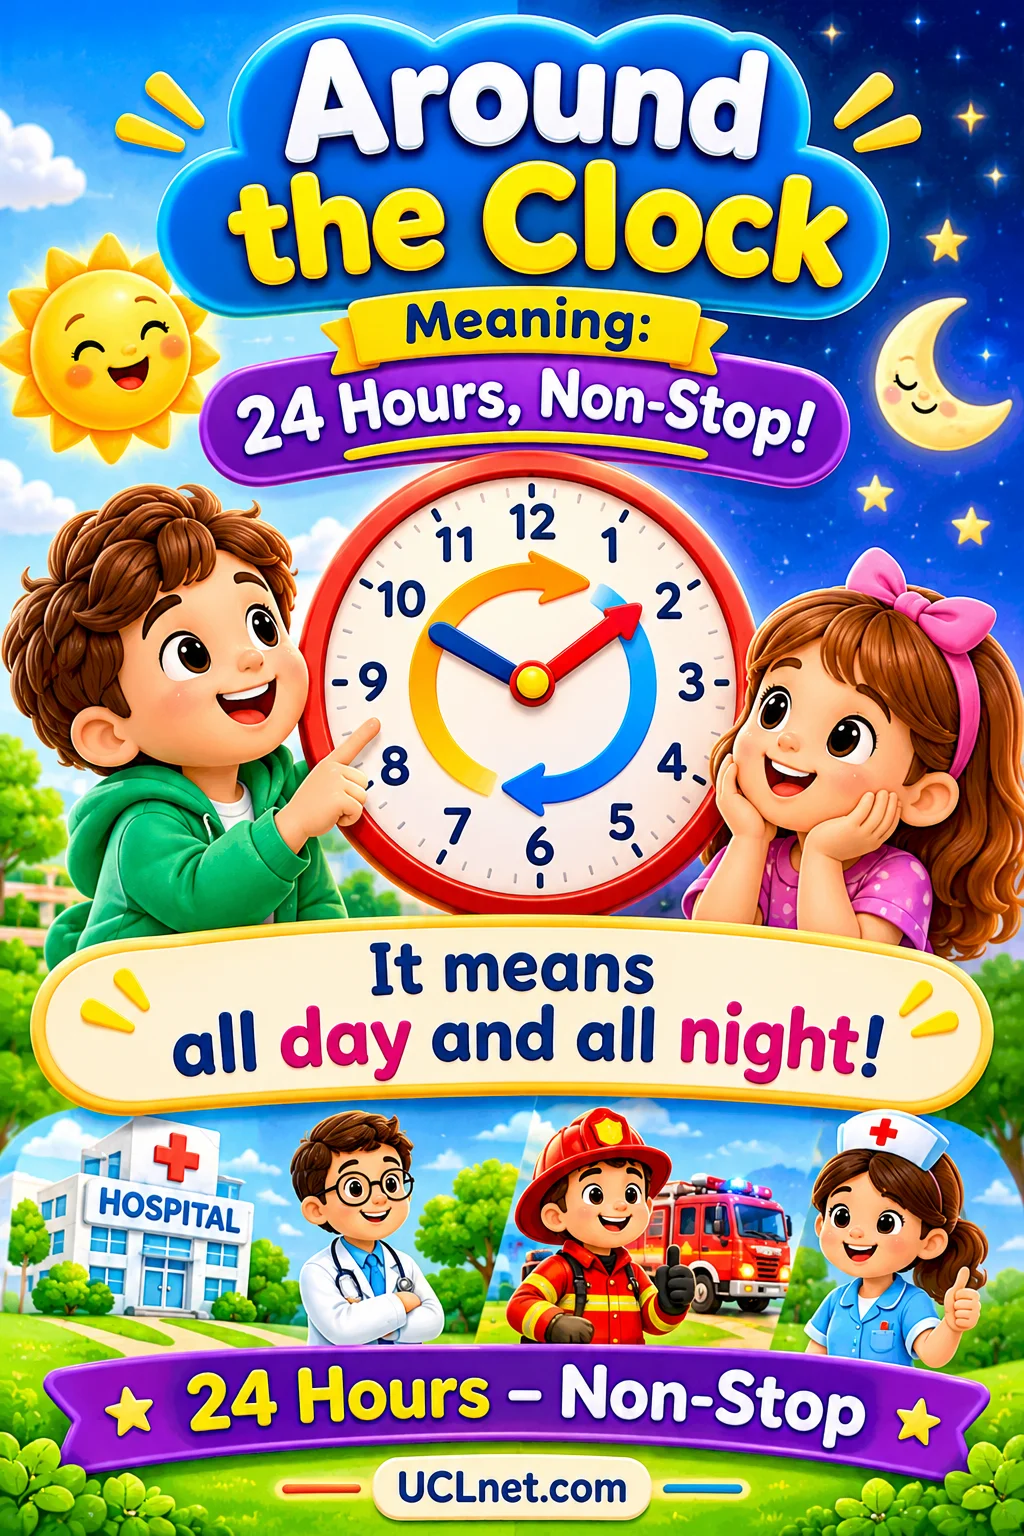 Around
the Clock
Meaning:
24 Hours, Non-Stop!
12
11
1
10
2
9
3
8
4
7
5
6
It means
all day and all night!
HOSPITAL
24 Hours – Non-Stop
UCLnet.com